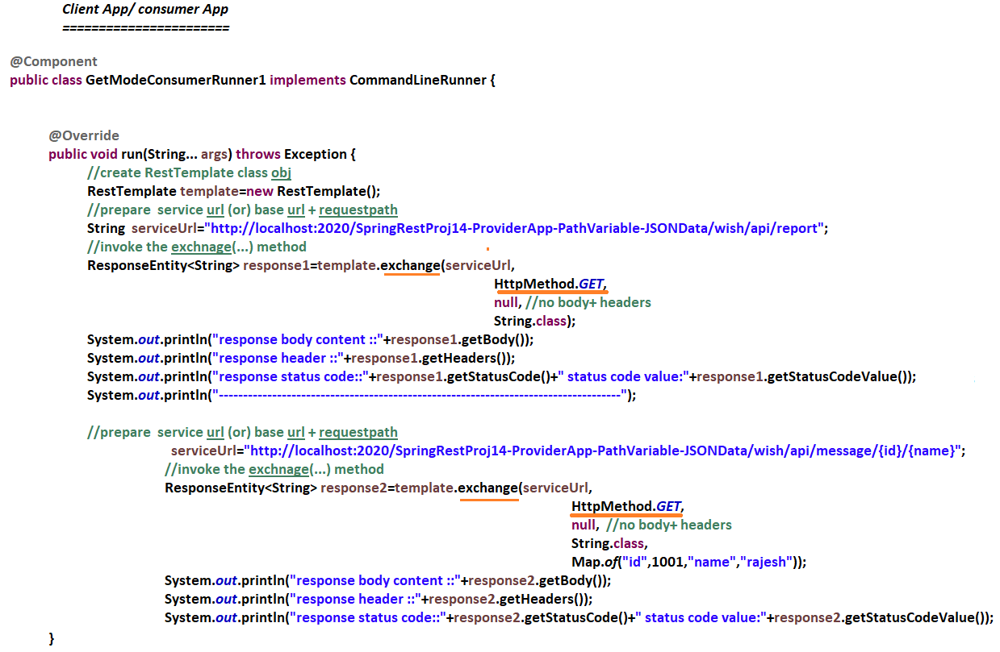 Client App/ consumer App
=======================
@Component
public class GetModeConsumerRunner1 implements CommandLineRunner {
@Override
public void run(String... args) throws Exception {
//create RestTemplate class obj
RestTemplate template=new RestTemplate();
//prepare  service url (or) base url + requestpath
String  serviceUrl="http://localhost:2020/SpringRestProj14-ProviderApp-PathVariable-JSONData/wish/api/report";
//invoke the exchnage(...) method
ResponseEntity<String> response1=template.exchange(serviceUrl,
HttpMethod.GET,
null, //no body+ headers
String.class);
System.out.println("response body content ::"+response1.getBody());
System.out.println("response header ::"+response1.getHeaders());
System.out.println("response status code::"+response1.getStatusCode()+" status code value:"+response1.getStatusCodeValue());
System.out.println("-----------------------------------------------------------------------------------");
//prepare  service url (or) base url + requestpath
serviceUrl="http://localhost:2020/SpringRestProj14-ProviderApp-PathVariable-JSONData/wish/api/message/{id}/{name}";
//invoke the exchnage(...) method
ResponseEntity<String> response2=template.exchange(serviceUrl,
HttpMethod.GET,
null,  //no body+ headers
String.class,
Map.of("id",1001,"name","rajesh"));
System.out.println("response body content ::"+response2.getBody());
System.out.println("response header ::"+response2.getHeaders());
System.out.println("response status code::"+response2.getStatusCode()+" status code value:"+response2.getStatusCodeValue());
}